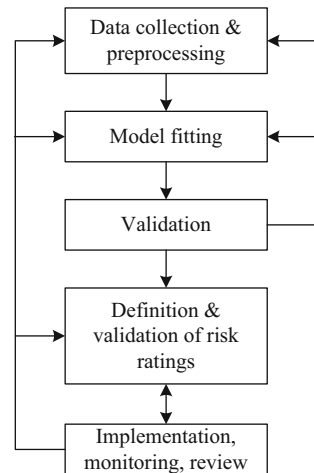 Data collection &
preprocessing
Model fitting
Validation
Definition &
validation of risk
ratings
Implementation,
monitoring, review